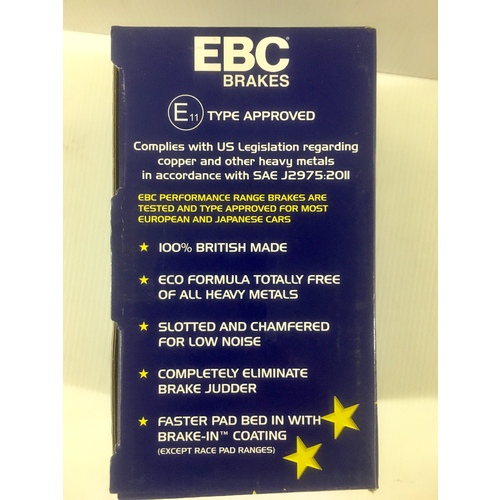 EBC
BRAKES
E11 TYPE APPROVED
Complies with US Legislation regarding
copper and other heavy metals
in accordance with SAE J2975:2011
EBC PERFORMANCE RANGE BRAKES ARE
TESTED AND TYPE APPROVED FOR MOST
EUROPEAN AND JAPANESE CARS
★ 100% BRITISH MADE
★ ECO FORMULA TOTALLY FREE
OF ALL HEAVY METALS
★ SLOTTED AND CHAMFERED
FOR LOW NOISE
★ COMPLETELY ELIMINATE
BRAKE JUDDER
★ FASTER PAD BED IN WITH
BRAKE-IN™ COATING
(EXCEPT RACE PAD RANGES)